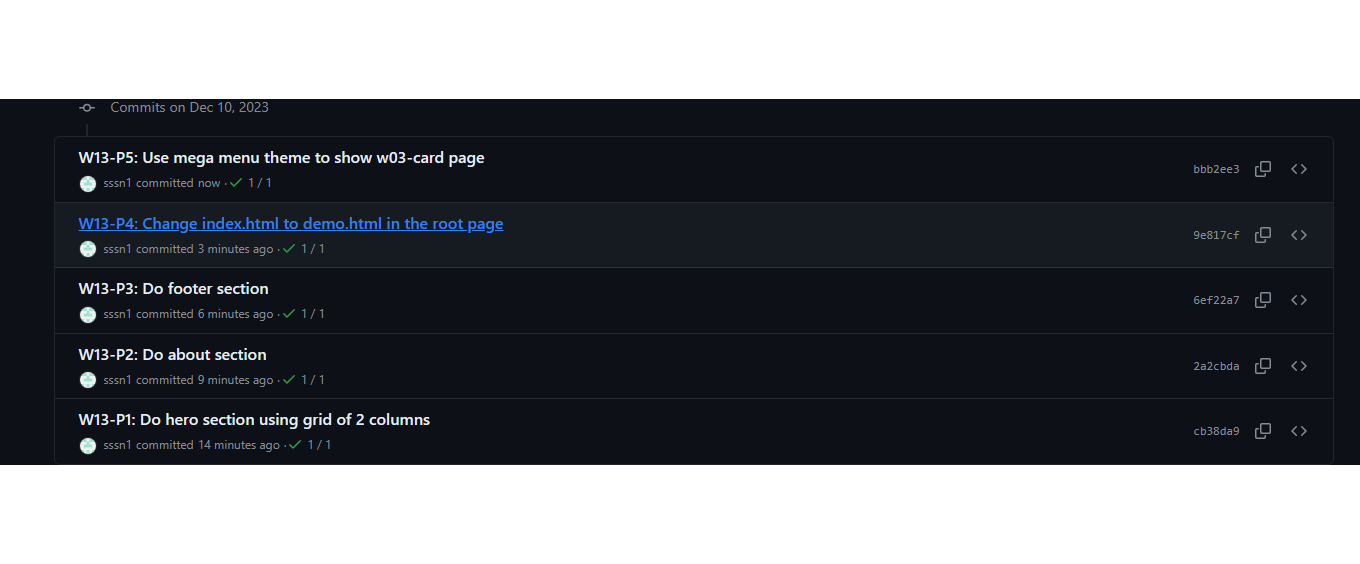 Commits on Dec 10, 2023
W13-P5: Use mega menu theme to show w03-card page
sssn1 committed now · 1 / 1
bbb2ee3
W13-P4: Change index.html to demo.html in the root page
sssn1 committed 3 minutes ago · 1 / 1
9e817cf
W13-P3: Do footer section
sssn1 committed 6 minutes ago · 1 / 1
6ef22a7
W13-P2: Do about section
sssn1 committed 9 minutes ago · 1 / 1
2a2cbda
W13-P1: Do hero section using grid of 2 columns
sssn1 committed 14 minutes ago · 1 / 1
cb38da9